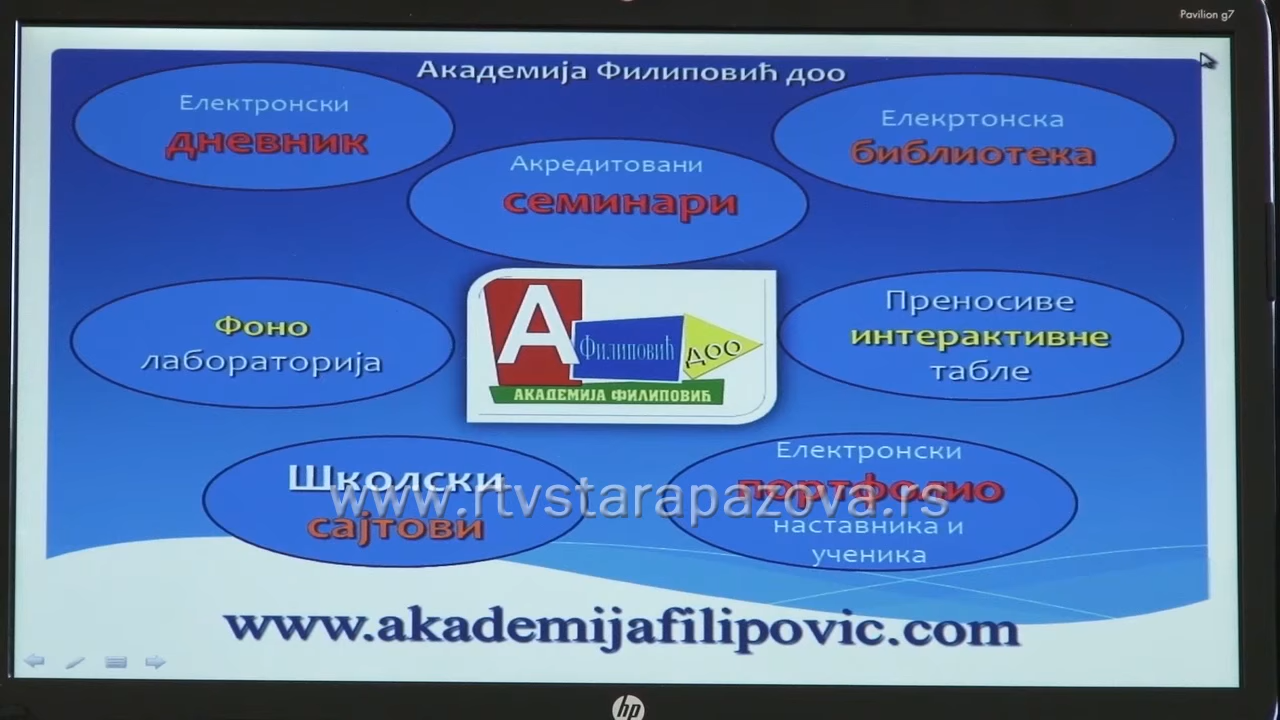 Pavilion g7
Академија Филиповић доо
Електронски
дневник
Акредитовани
семинари
Елекртонска
библиотека
Фоно
лабораторија
А
Филиповић
доо
АКАДЕМИЈА ФИЛИПОВИЋ
Преносиве
интерактивне
табле
Школски
сајтови
Електронски
портфолио
наставника и
ученика
www.rtvstarapazova.rs
www.akademijafilipovic.com
hp